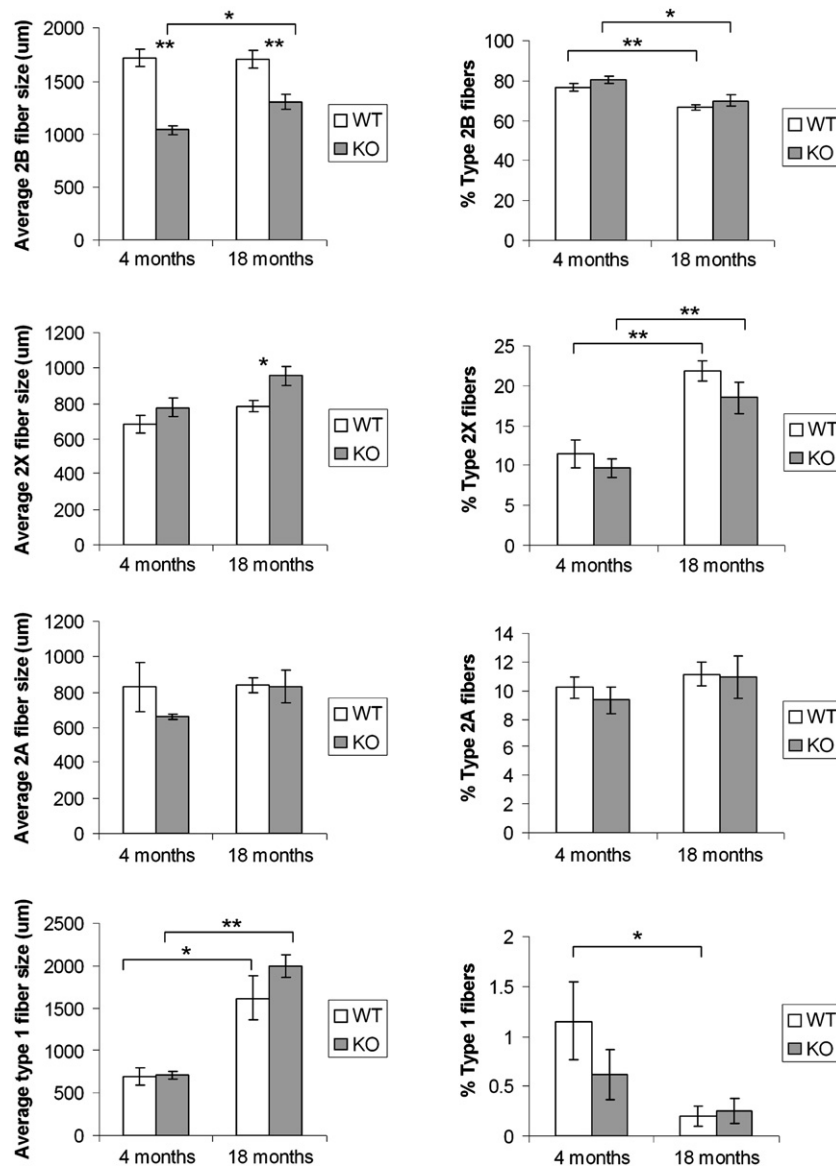 Average 2B fiber size (um)
2000
1500
1000
500
0
**
*
**
4 months
18 months
WT
KO
% Type 2B fibers
100
80
60
40
20
0
**
*
4 months
18 months
WT
KO
Average 2X fiber size (um)
1200
1000
800
600
400
200
0
*
4 months
18 months
WT
KO
% Type 2X fibers
25
20
15
10
5
0
**
**
4 months
18 months
WT
KO
Average 2A fiber size (um)
1200
1000
800
600
400
200
0
4 months
18 months
WT
KO
% Type 2A fibers
14
12
10
8
6
4
2
0
4 months
18 months
WT
KO
Average type 1 fiber size (um)
2500
2000
1500
1000
500
0
*
**
4 months
18 months
WT
KO
% Type 1 fibers
2
1.5
1
0.5
0
*
4 months
18 months
WT
KO